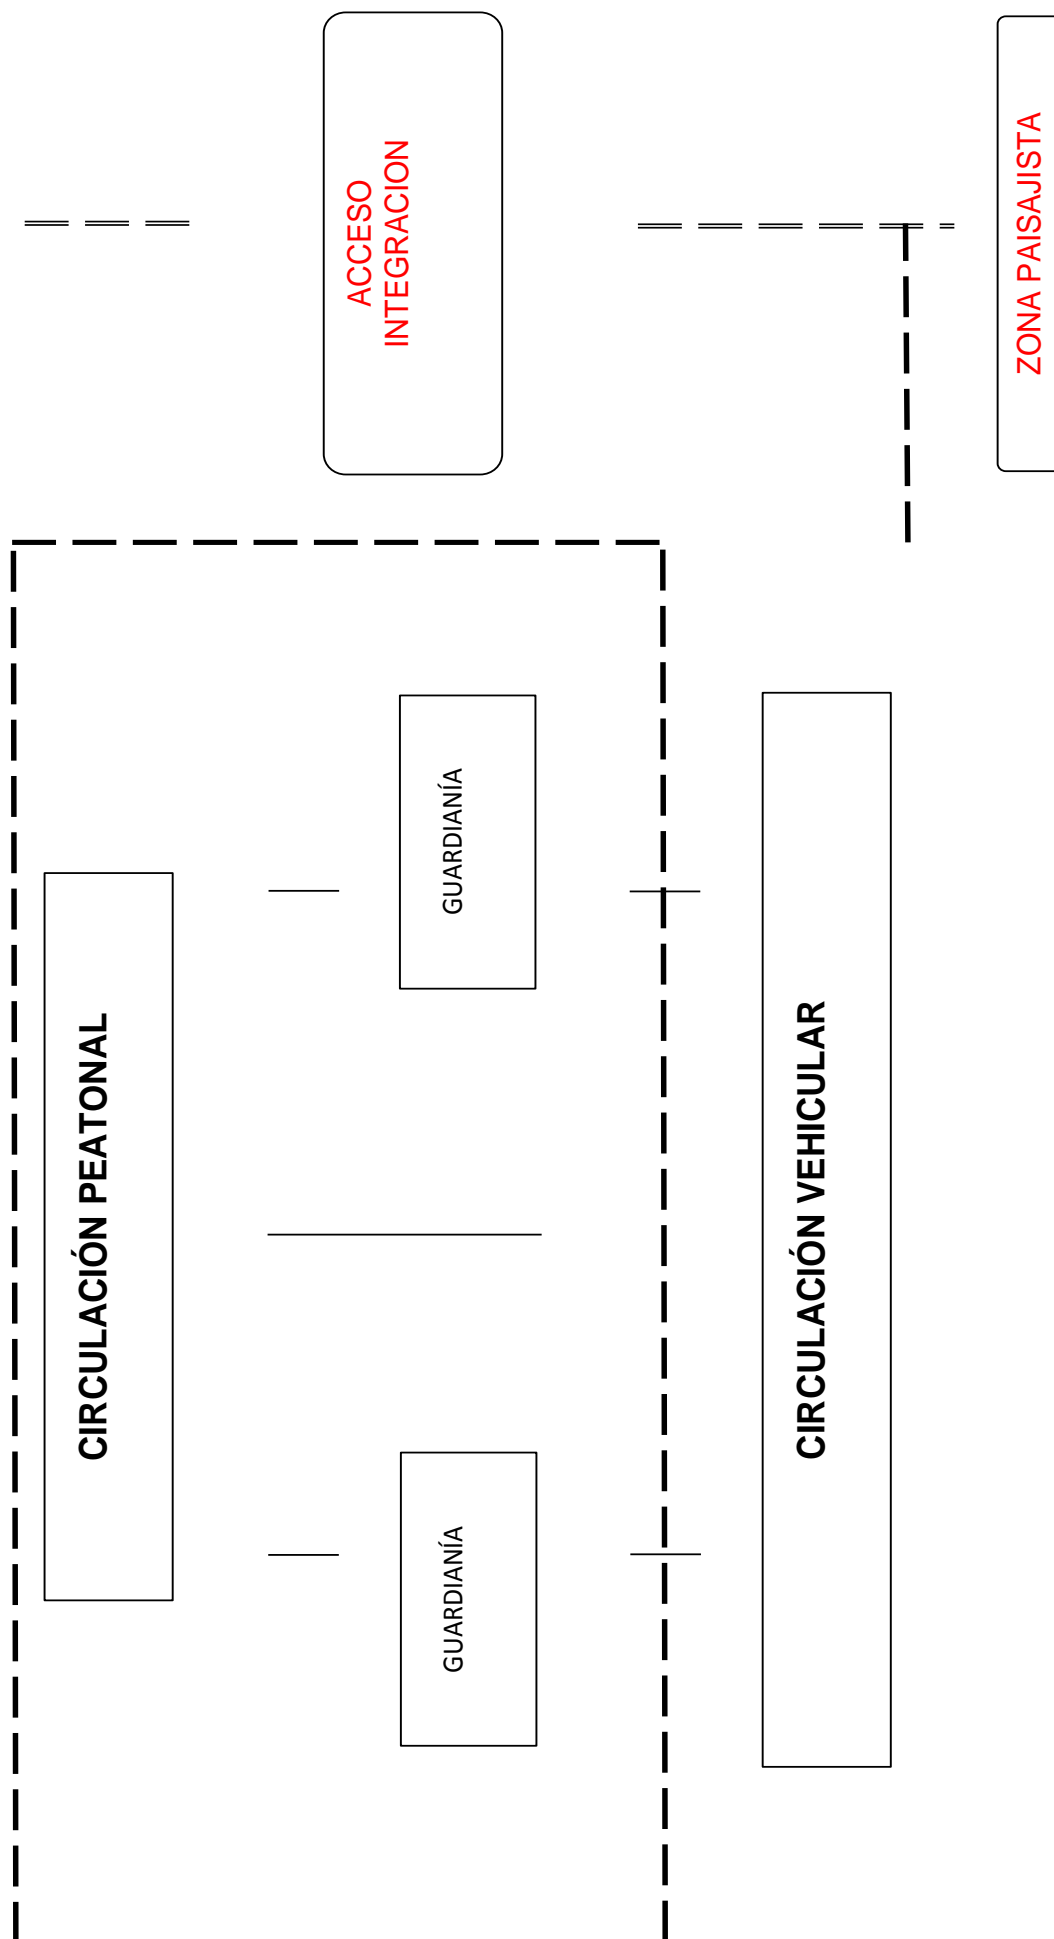 ACCESO
INTEGRACION
ZONA PAISAJISTA
CIRCULACIÓN PEATONAL
GUARDIANÍA
GUARDIANÍA
CIRCULACIÓN VEHICULAR